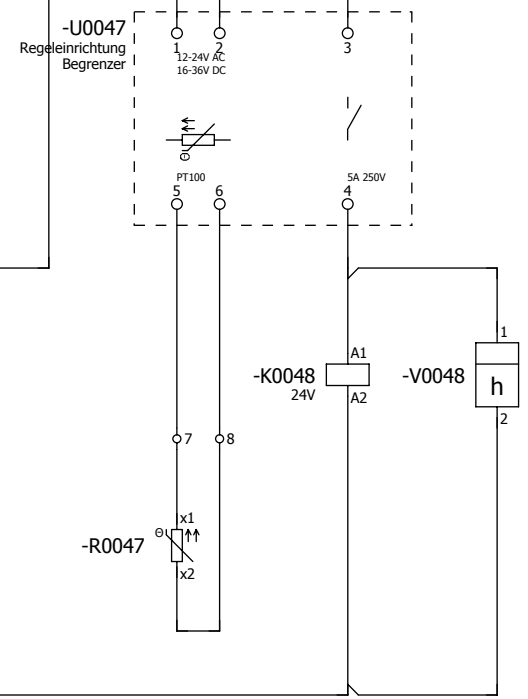 -U0047
Regeleinrichtung
Begrenzer
1
2
3
12-24V AC
16-36V DC
Θ
PT100
5A 250V
5
6
4
1
A1
-K0048
24V
A2
-V0048
h
2
7
8
x1
Θ
-R0047
x2